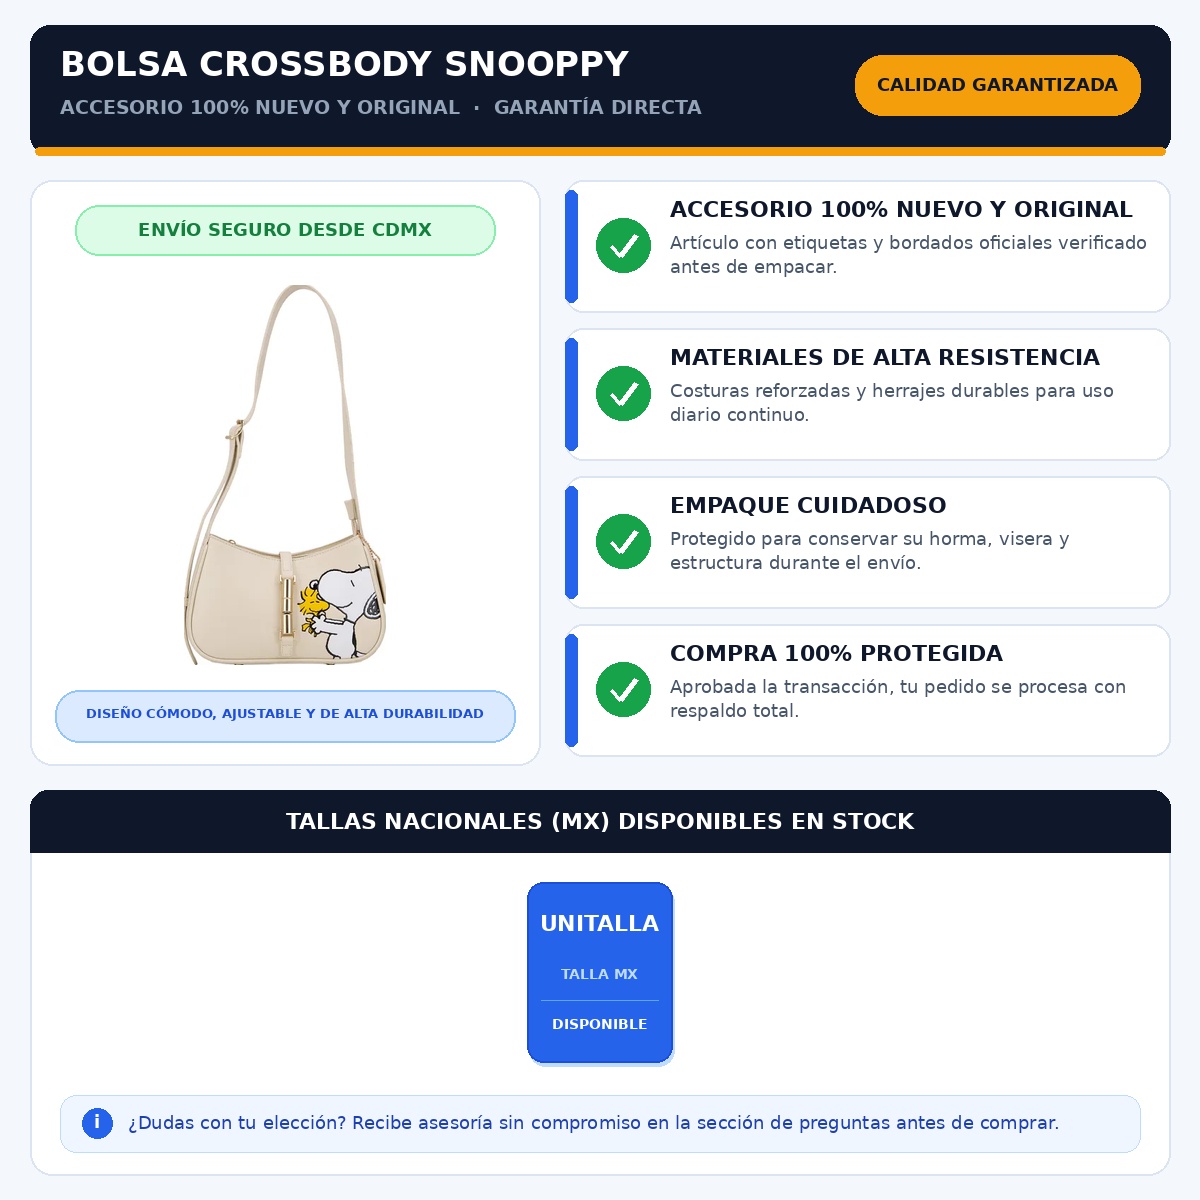 BOLSA CROSSBODY SNOOPPY
ACCESORIO 100% NUEVO Y ORIGINAL · GARANTÍA DIRECTA
CALIDAD GARANTIZADA
ENVÍO SEGURO DESDE CDMX
DISEÑO CÓMODO, AJUSTABLE Y DE ALTA DURABILIDAD
ACCESORIO 100% NUEVO Y ORIGINAL
Artículo con etiquetas y bordados oficiales verificado
antes de empacar.
MATERIALES DE ALTA RESISTENCIA
Costuras reforzadas y herrajes durables para uso
diario continuo.
EMPAQUE CUIDADOSO
Protegido para conservar su horma, visera y
estructura durante el envío.
COMPRA 100% PROTEGIDA
Aprobada la transacción, tu pedido se procesa con
respaldo total.
TALLAS NACIONALES (MX) DISPONIBLES EN STOCK
UNITALLA
TALLA MX
DISPONIBLE
i ¿Dudas con tu elección? Recibe asesoría sin compromiso en la sección de preguntas antes de comprar.